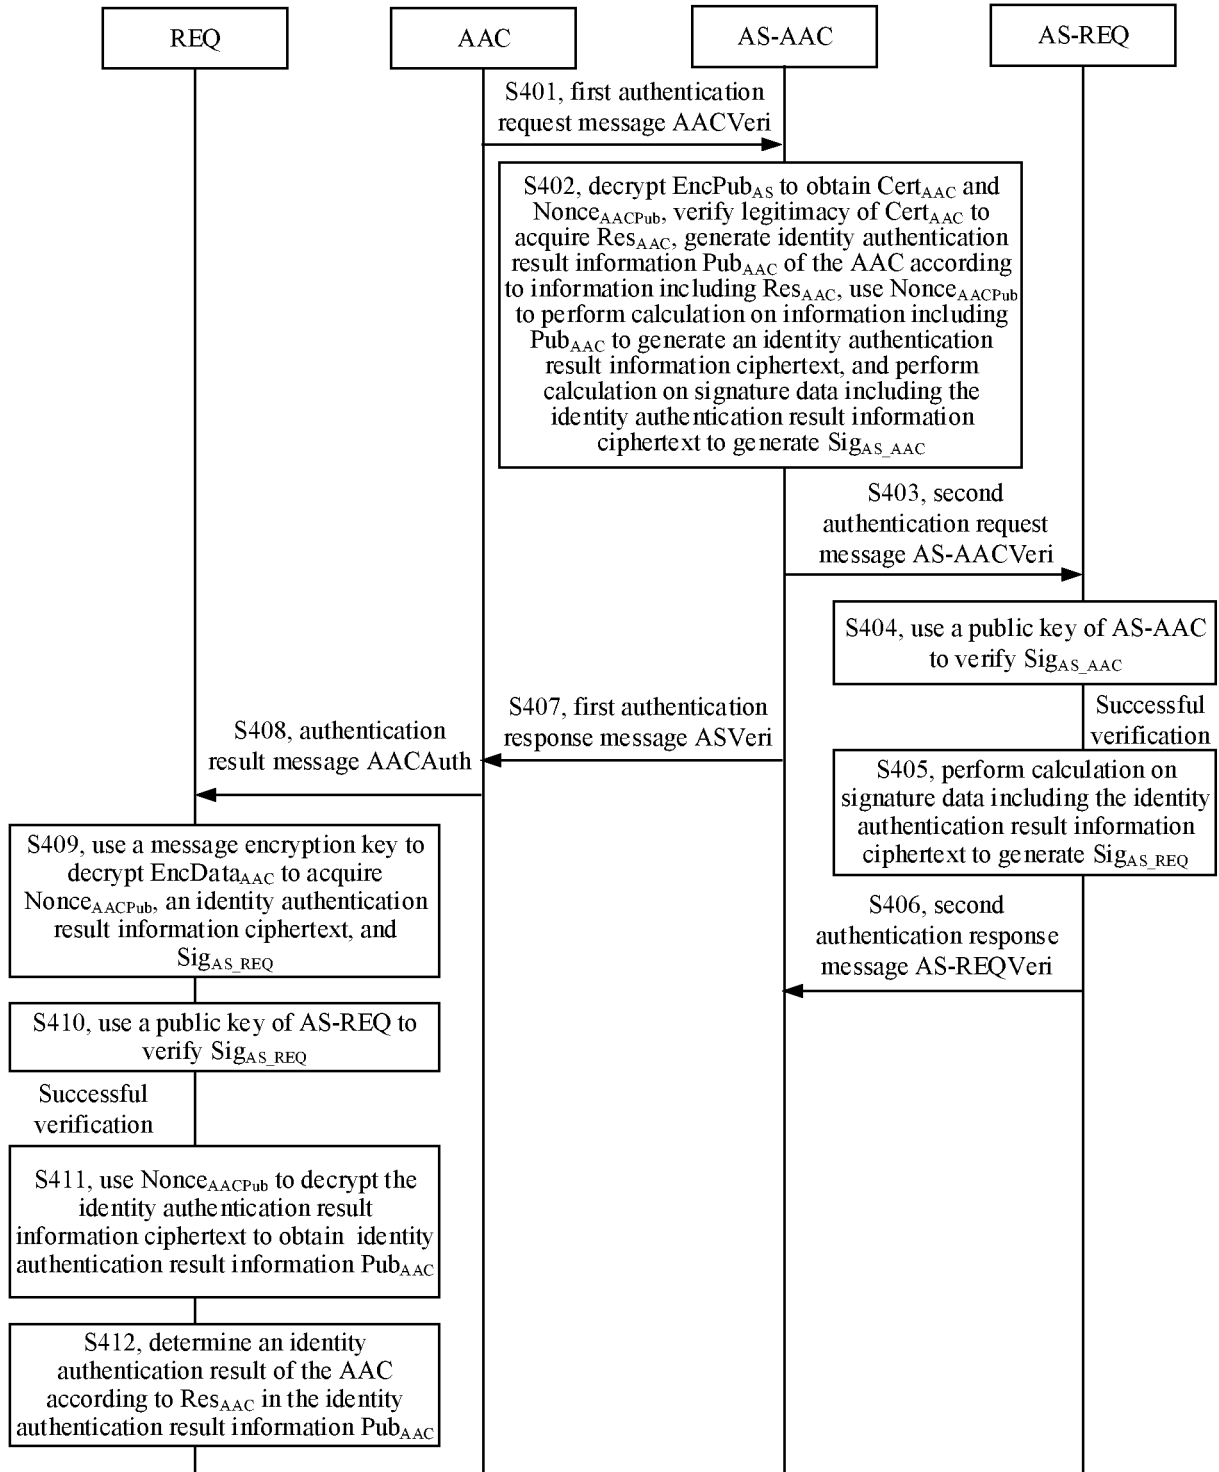 REQ
AAC
AS-AAC
AS-REQ
S401, first authentication
request message AACVeri
S402, decrypt EncPubAS to obtain CertAAC and
NonceAACPub, verify legitimacy of CertAAC to
acquire ResAAC, generate identity authentication
result information PubAAC of the AAC according
to information including ResAAC, use NonceAACPub
to perform calculation on information including
PubAAC to generate an identity authentication
result information ciphertext, and perform
calculation on signature data including the
identity authentication result information
ciphertext to generate SigAS_AAC
S403, second
authentication request
message AS-AACVeri
S404, use a public key of AS-AAC
to verify SigAS_AAC
Successful
verification
S405, perform calculation on
signature data including the identity
authentication result information
ciphertext to generate SigAS_REQ
S406, second
authentication response
message AS-REQVeri
S407, first authentication
response message ASVeri
S408, authentication
result message AACAuth
S409, use a message encryption key to
decrypt EncDataAAC to acquire
NonceAACPub, an identity authentication
result information ciphertext, and
SigAS_REQ
S410, use a public key of AS-REQ to
verify SigAS_REQ
Successful
verification
S411, use NonceAACPub to decrypt the
identity authentication result
information ciphertext to obtain identity
authentication result information PubAAC
S412, determine an identity
authentication result of the AAC
according to ResAAC in the identity
authentication result information PubAAC